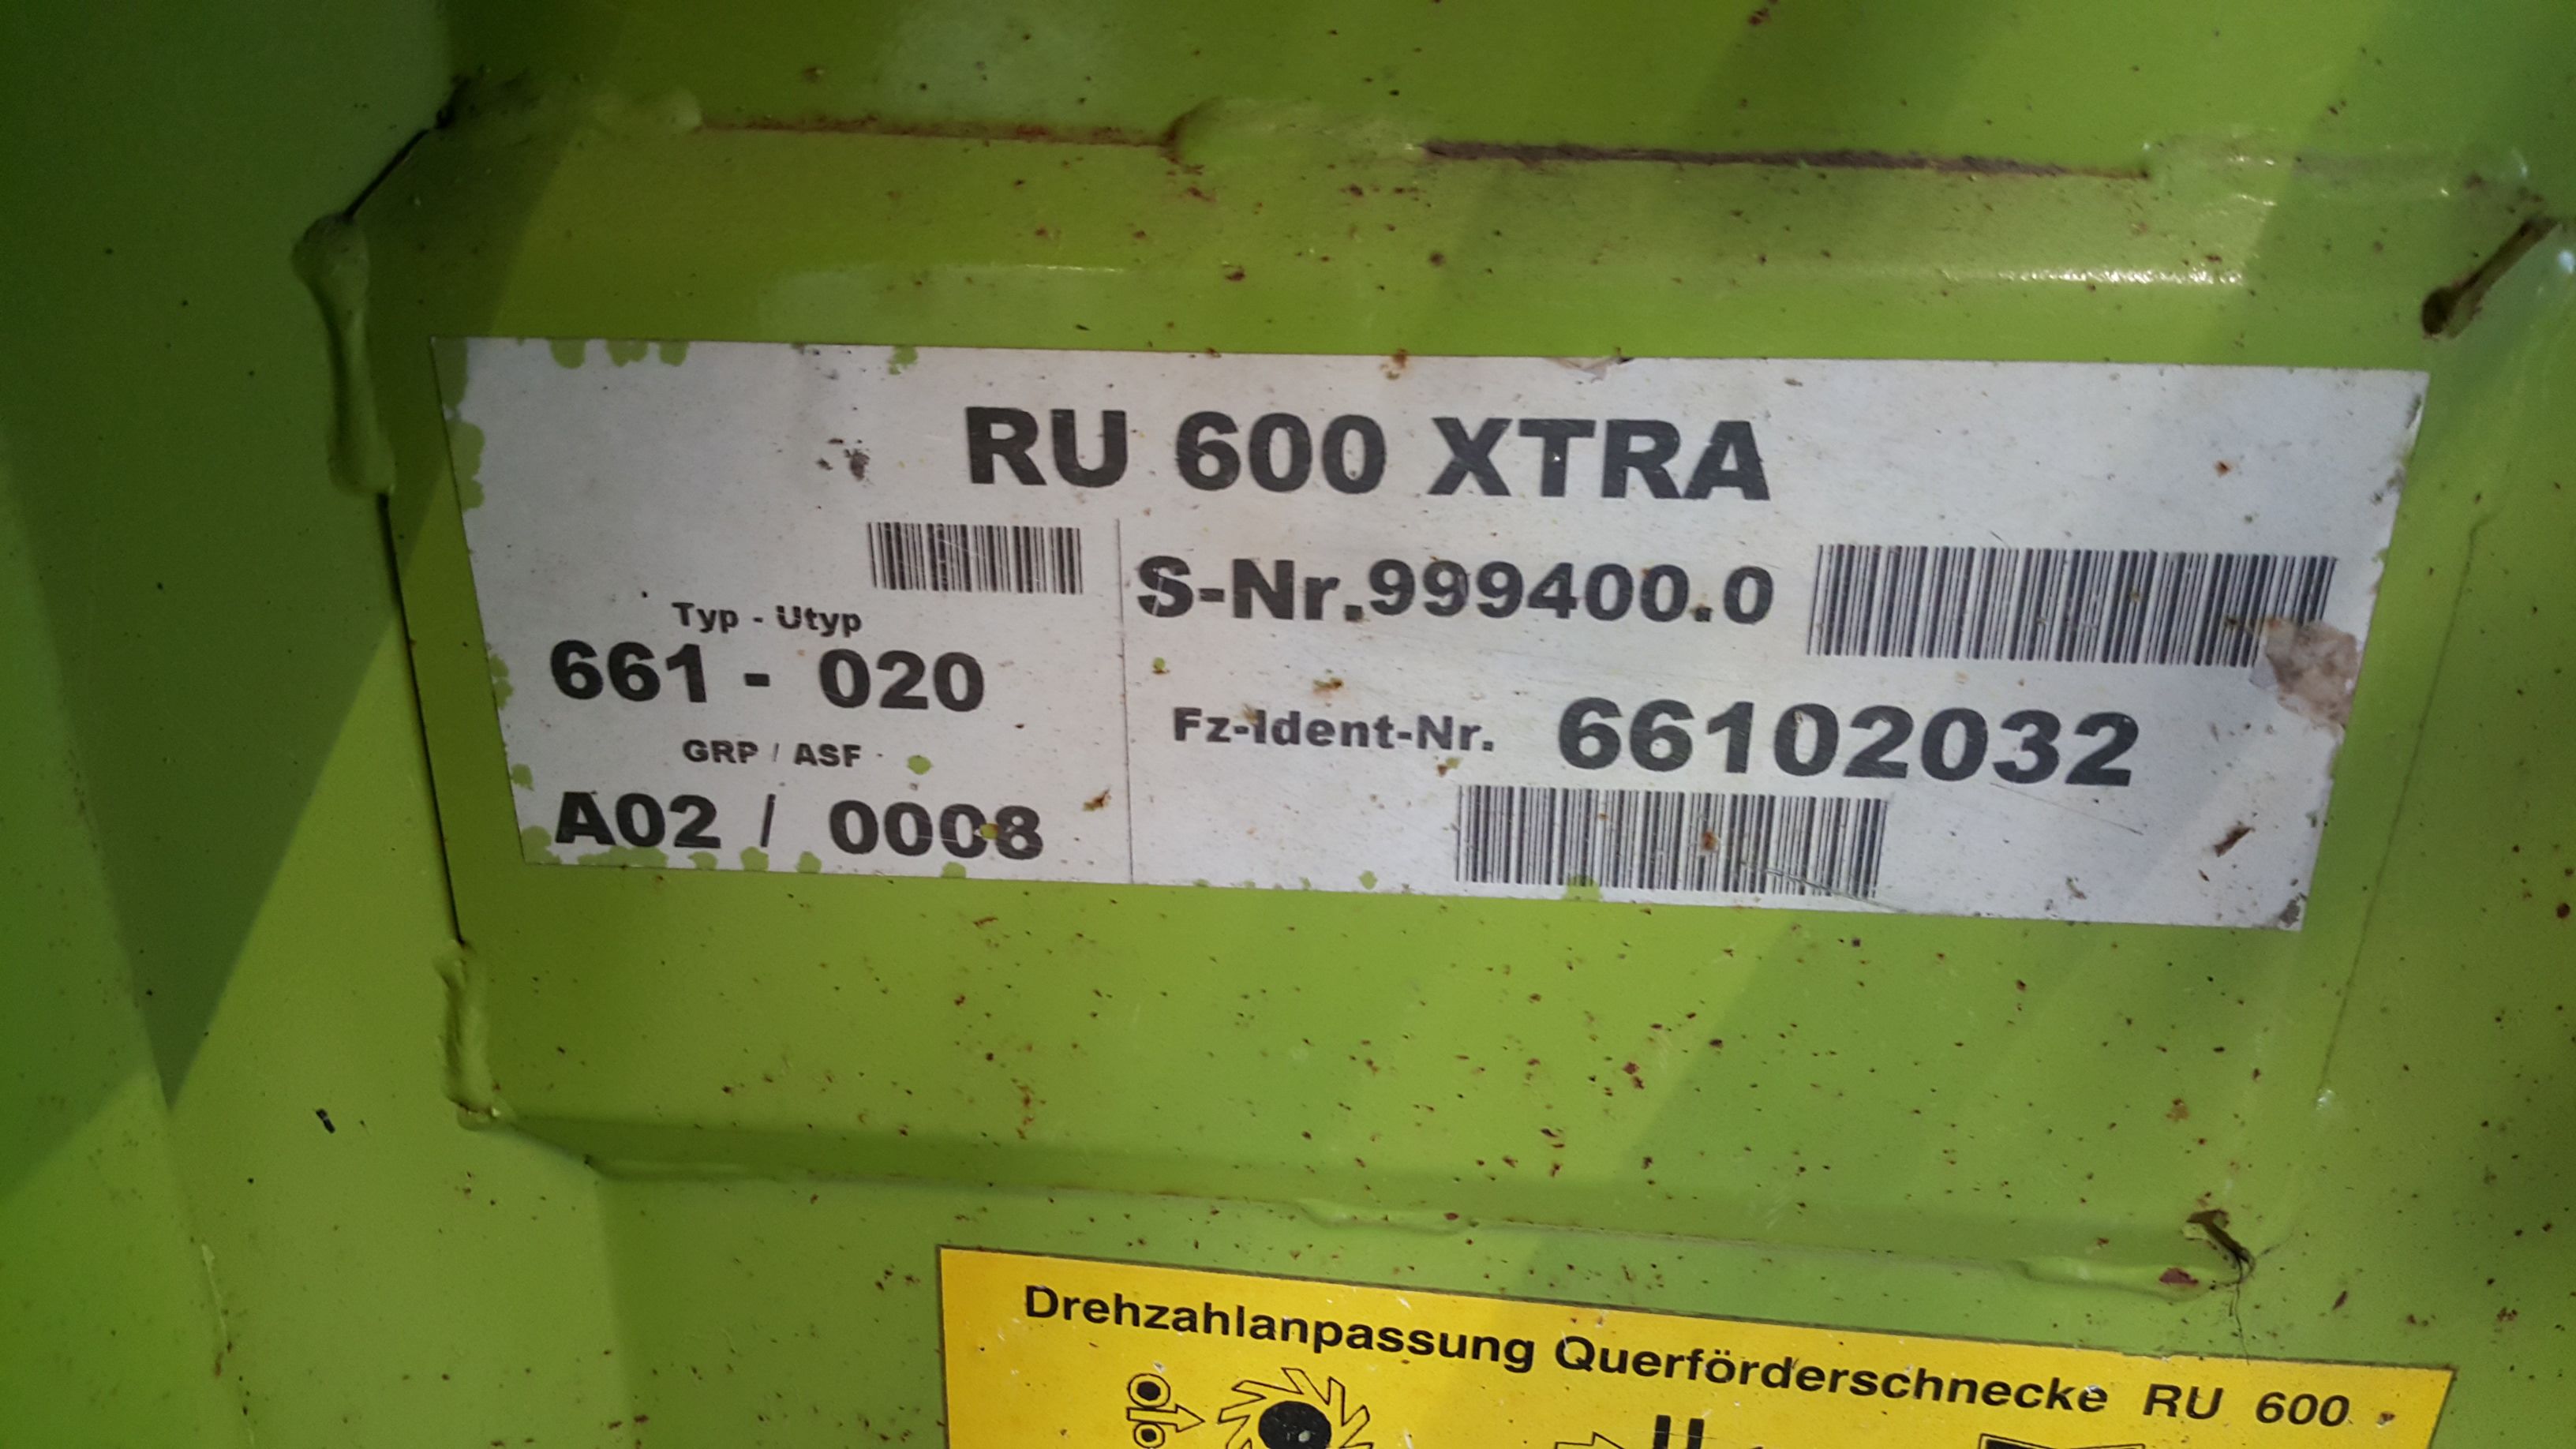 RU 600 XTRA
S-Nr.999400.0
Typ - Utyp
661 - 020
Fz-Ident-Nr. 66102032
GRP / ASF
A02 / 0008
Drehzahlanpassung Querförderschnecke RU 600